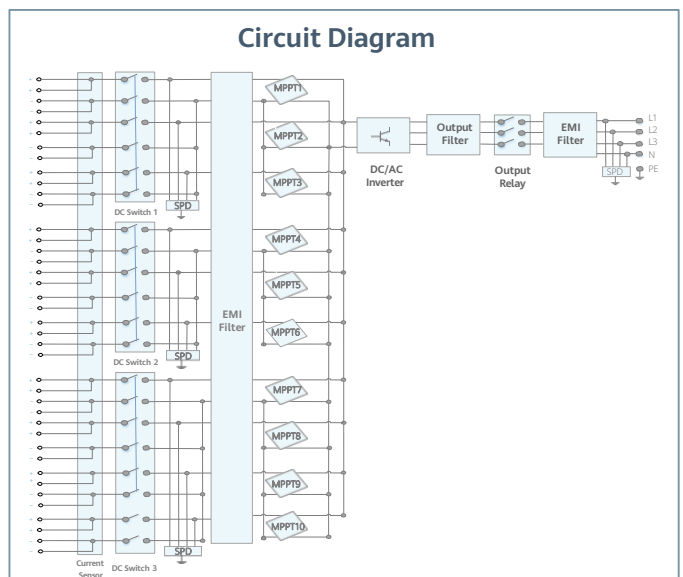 Circuit Diagram
MPPT1
MPPT2
MPPT3
SPD
DC Switch 1
MPPT4
MPPT5
MPPT6
SPD
DC Switch 2
EMI
Filter
MPPT7
MPPT8
MPPT9
MPPT10
SPD
Current
Sensor
DC Switch 3
DC/AC
Inverter
Output
Filter
Output
Relay
EMI
Filter
L1
L2
L3
N
SPD
PE